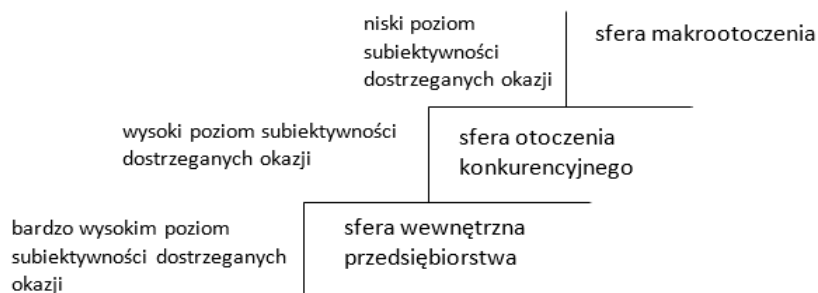 niski poziom
subiektywności
dostrzeganych okazji
sfera makrootoczenia
wysoki poziom subiektywności
dostrzeganych okazji
sfera otoczenia
konkurencyjnego
bardzo wysokim poziom
subiektywności dostrzeganych
okazji
sfera wewnętrzna
przedsiębiorstwa